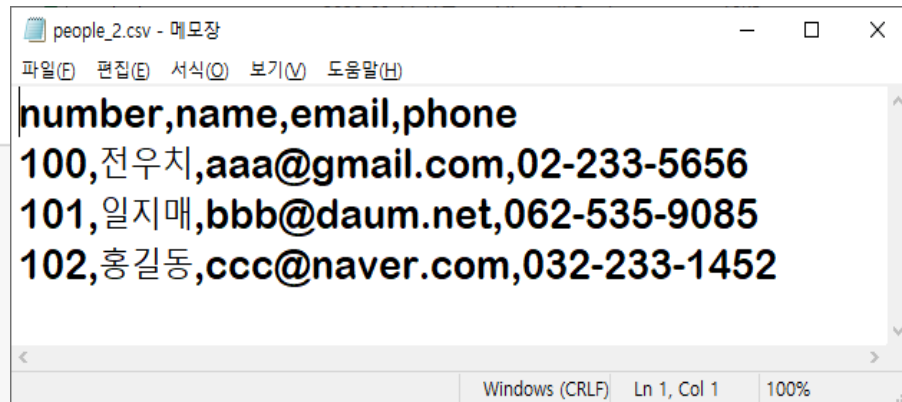 people_2.csv - 메모장
파일(F) 편집(E) 서식(O) 보기(V) 도움말(H)
number,name,email,phone
100,전우치,aaa@gmail.com,02-233-5656
101,일지매,bbb@daum.net,062-535-9085
102,홍길동,ccc@naver.com,032-233-1452
Windows (CRLF) Ln 1, Col 1 100%